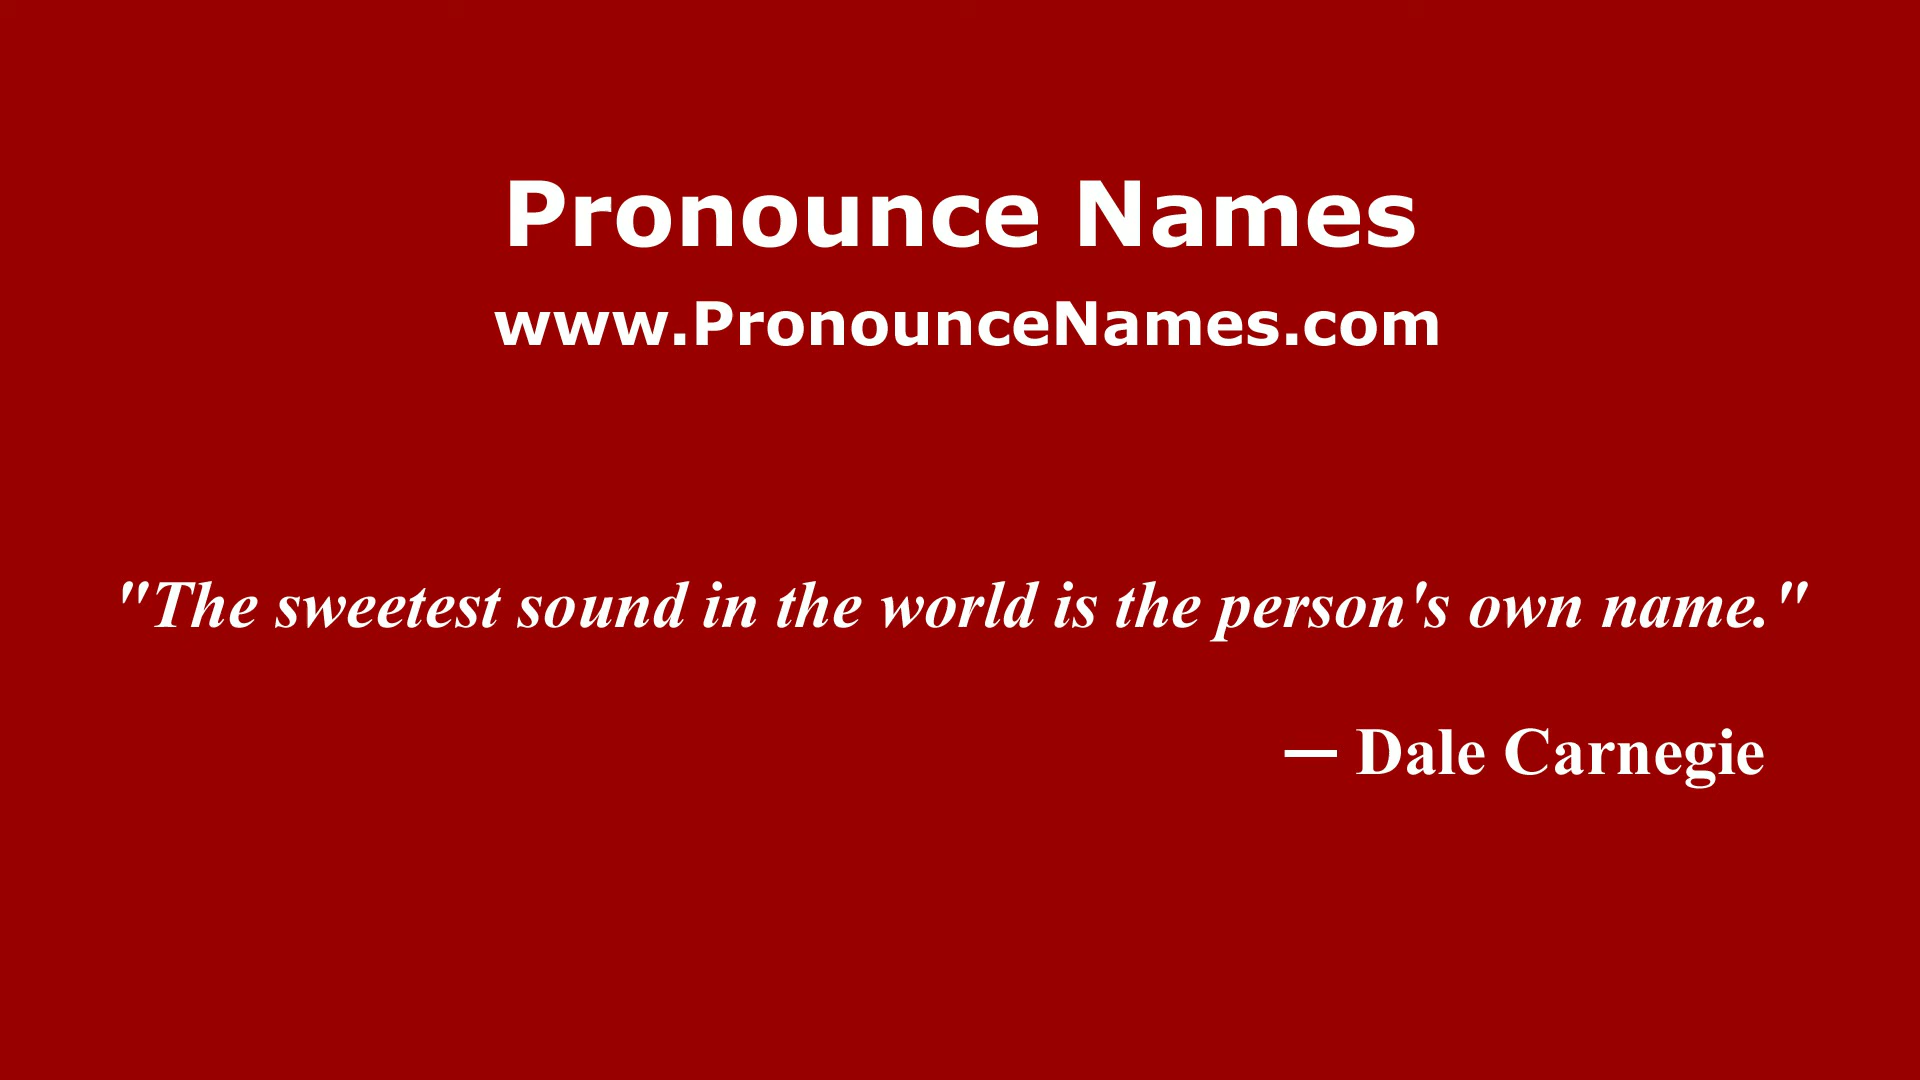 Pronounce Names
www.PronounceNames.com
"The sweetest sound in the world is the person's own name."
— Dale Carnegie